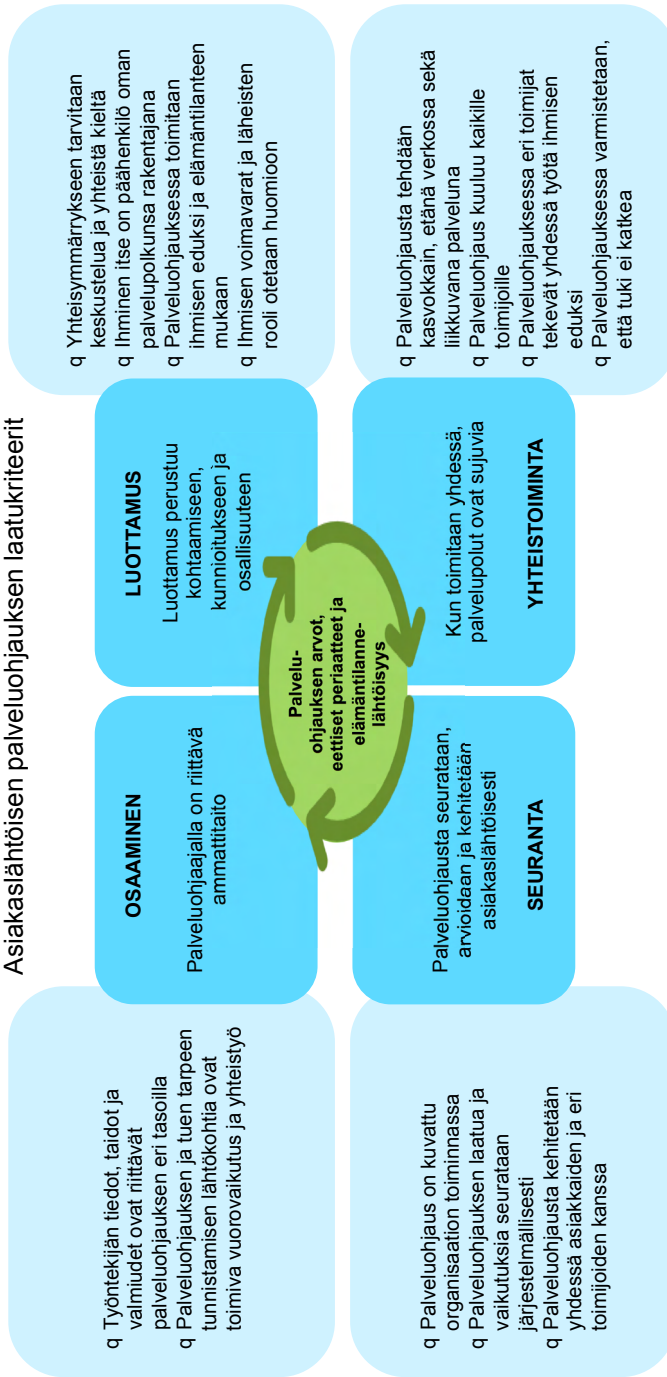 Asiakaslähtöisen palveluohjauksen laatukriteerit
q Työntekijän tiedot, taidot ja
valmiudet ovat riittävät
palveluohjauksen eri tasoilla
q Palveluohjauksen ja tuen tarpeen
tunnistamisen lähtökohtia ovat
toimiva vuorovaikutus ja yhteistyö
OSAAMINEN
Palveluohjaajalla on riittävä
ammattitaito
LUOTTAMUS
Luottamus perustuu
kohtaamiseen,
kunnioitukseen ja
osallisuuteen
q Yhteisymmärrykseen tarvitaan
keskustelua ja yhteistä kieltä
q Ihminen itse on päähenkilö oman
palvelupolkunsa rakentajana
q Palveluohjauksessa toimitaan
ihmisen eduksi ja elämäntilanteen
mukaan
q Ihmisen voimavarat ja läheisten
rooli otetaan huomioon
Palvelu-
ohjauksen arvot,
eettiset periaatteet ja
elämäntilanne-
lähtöisyys
q Palveluohjaus on kuvattu
organisaation toiminnassa
q Palveluohjauksen laatua ja
vaikutuksia seurataan
järjestelmällisesti
q Palveluohjausta kehitetään
yhdessä asiakkaiden ja eri
toimijoiden kanssa
Palveluohjausta seurataan,
arvioidaan ja kehitetään
asiakaslähtöisesti
SEURANTA
Kun toimitaan yhdessä,
palvelupolut ovat sujuvia
YHTEISTOIMINTA
q Palveluohjausta tehdään
kasvokkain, etänä verkossa sekä
liikkuvana palveluna
q Palveluohjaus kuuluu kaikille
toimijoille
q Palveluohjauksessa eri toimijat
tekevät yhdessä työtä ihmisen
eduksi
q Palveluohjauksessa varmistetaan,
että tuki ei katkea